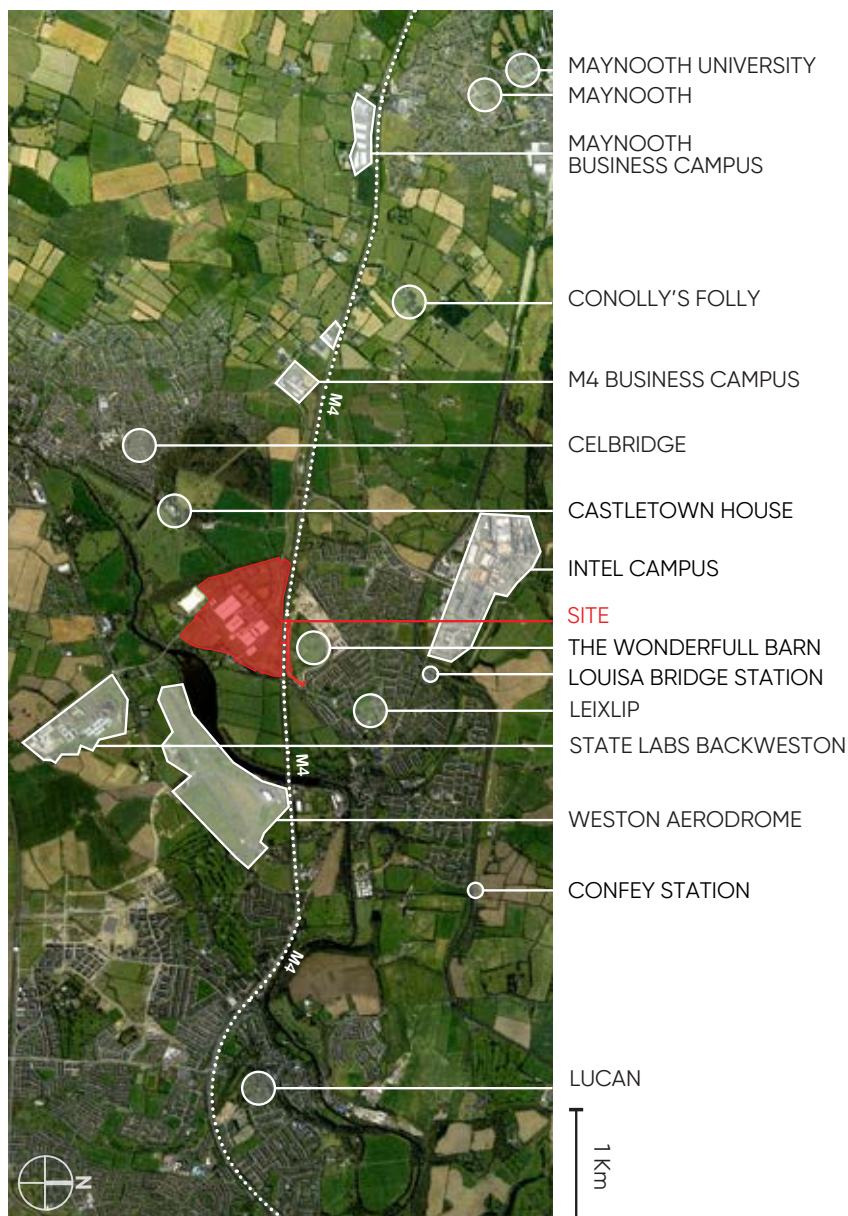 MAYNOOTH UNIVERSITY
MAYNOOTH
MAYNOOTH
BUSINESS CAMPUS
CONOLLY'S FOLLY
M4 BUSINESS CAMPUS
M4
CELBRIDGE
CASTLETOWN HOUSE
INTEL CAMPUS
SITE
THE WONDERFULL BARN
LOUISA BRIDGE STATION
LEIXLIP
STATE LABS BACKWESTON
M4
WESTON AERODROME
CONFEY STATION
M4
LUCAN
1 Km
N